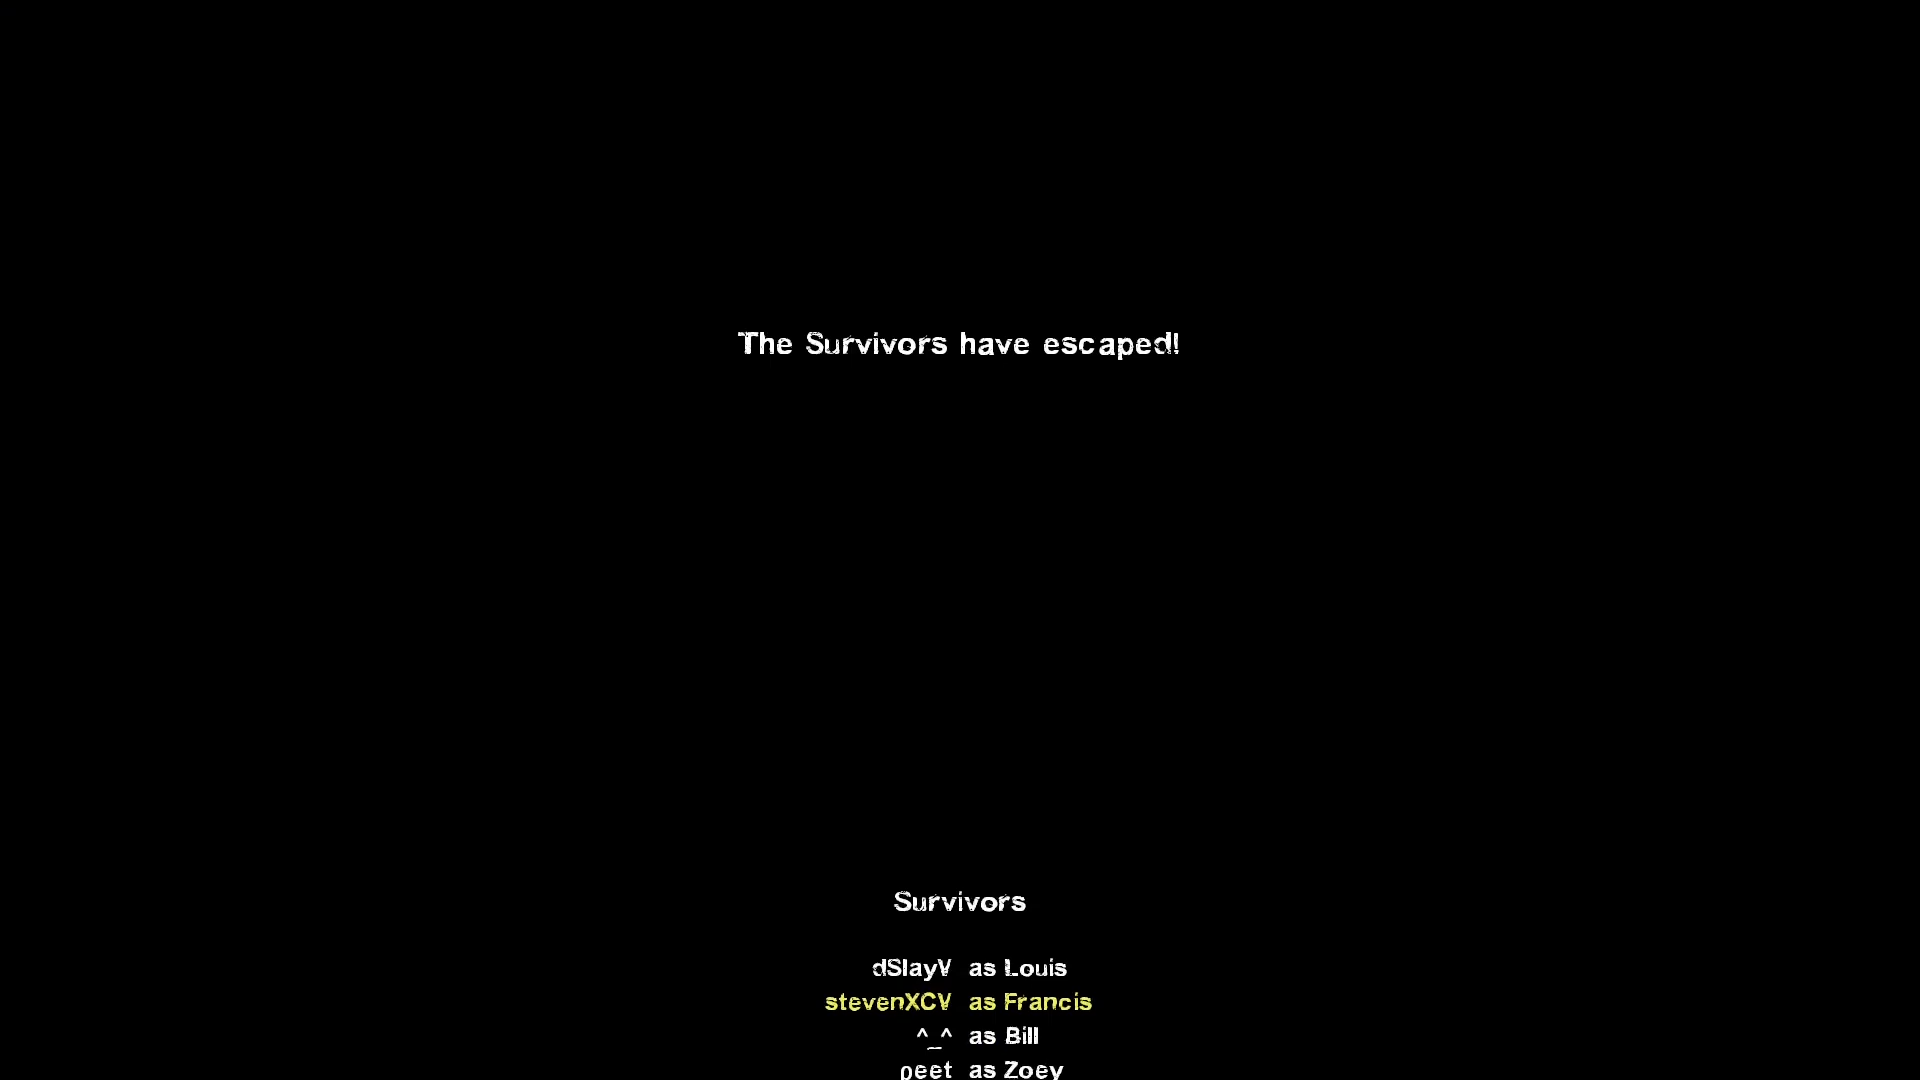 The Survivors have escaped!
Survivors
dSlayV as Louis
stevenXCV as Francis
^_^ as Bill
peet as Zoey